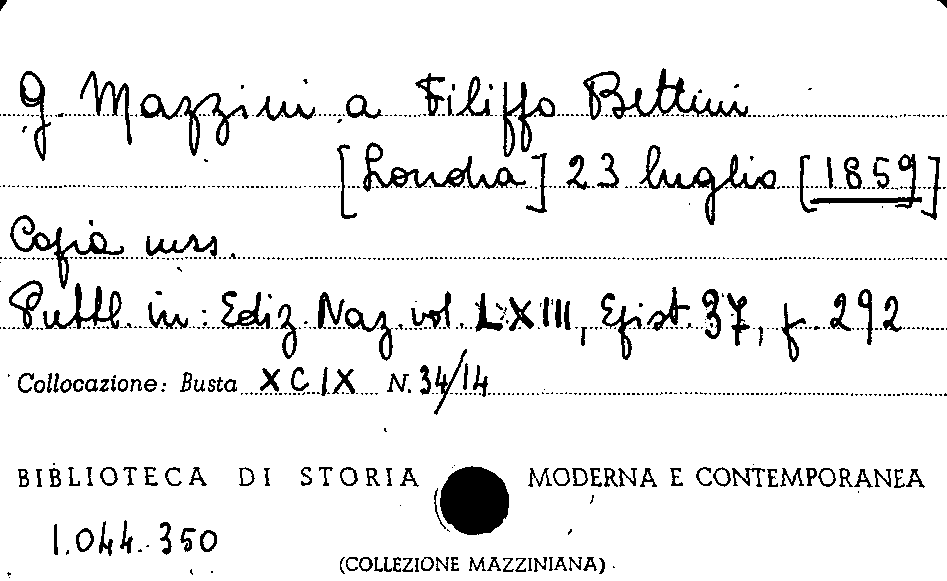 G. Mazzini a Filippo Bettini
[Londra] 23 luglio [1859]
Copia mss.
Pubbl. in: Ediz. Naz. vol. LXIII, Epist. 37, p. 292
Collocazione: Busta XCIX N. 34/14
BIBLIOTECA DI STORIA MODERNA E CONTEMPORANEA
1.044.350
(COLLEZIONE MAZZINIANA)